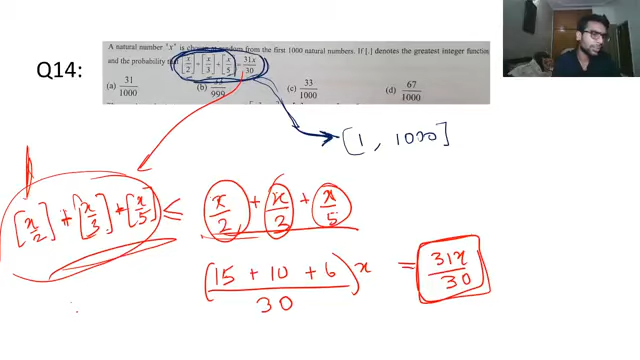 A natural number 'x' is chosen at random from the first 1000 natural numbers. If [.] denotes the greatest integer function
and the probability that [x/2] + [x/3] + [x/5] = 31x/30
Q14:
(a) 31/1000 (b) 999 (c) 33/1000 (d) 67/1000
[1, 1000]
[x/2] + [x/3] + [x/5] ≤ x/2 + x/3 + x/5
(15 + 10 + 6 / 30) x = 31x/30